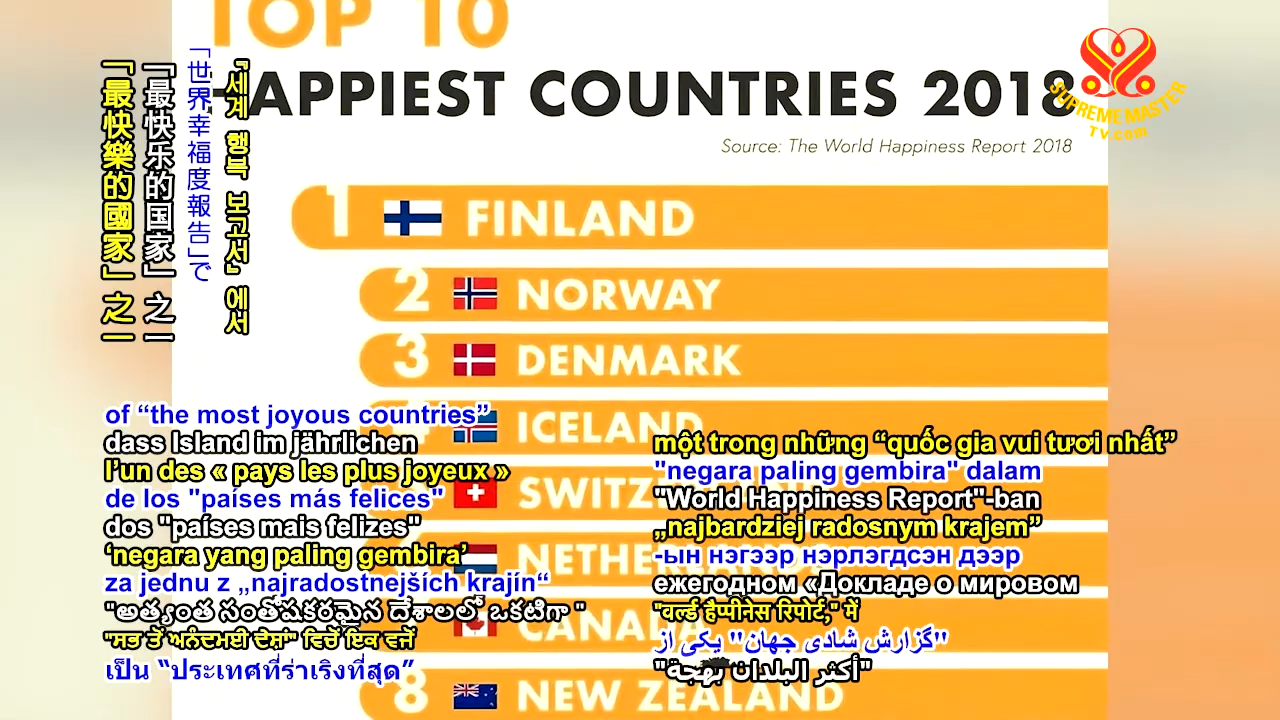 TOP 10
HAPPIEST COUNTRIES 2018
Source: The World Happiness Report 2018
SUPREME MASTER
TV.com
「最快樂的國家」之一
「最快乐的国家」之一
「世界幸福度報告」で
『세계 행복 보고서』에서
1 FINLAND
2 NORWAY
3 DENMARK
4 ICELAND
SWITZ
NETHERLAND
CANADA
8 NEW ZEALAND
of “the most joyous countries”
dass Island im jährlichen
l’un des « pays les plus joyeux »
de los "países más felices"
dos "países mais felizes"
‘negara yang paling gembira’
za jednu z „najradostnejších krajín“
"అత్యంత సంతోషకరమైన దేశాలలో ఒకటిగా "
"ਸਭ ਤੋਂ ਅਨੰਦਮਈ ਦੇਸ਼ਾਂ" ਵਿਚੋਂ ਇਕ ਵਜੋਂ
เป็น “ประเทศที่ร่าเริงที่สุด”
một trong những “quốc gia vui tươi nhất”
"negara paling gembira" dalam
"World Happiness Report"-ban
„najbardziej radosnym krajem”
-ын нэгээр нэрлэгдсэн дээр
ежегодном «Докладе о мировом
"वर्ल्ड हैप्पीनेस रिपोर्ट," में
"گزارش شادی جهان" یکی از
"أكثر البلدان بهجة"